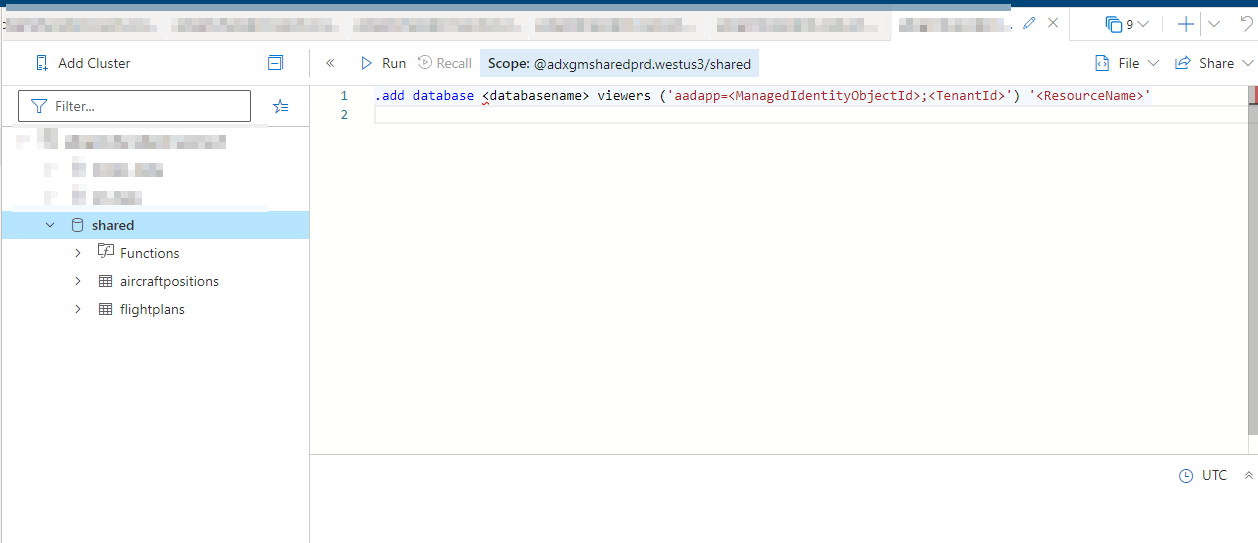 9
Add Cluster
Run Recall Scope: @adxgmsharedprd.westus3/shared File Share
Filter...
1 .add database <databasename> viewers ('aadapp=<ManagedIdentityObjectId>;<TenantId>') '<ResourceName>'
2
shared
Functions
aircraftpositions
flightplans
UTC